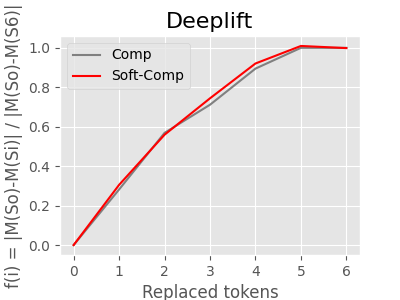 Deeplift
f(i) = |M(So)-M(Si)| / |M(So)-M(S6)|
1.0
0.8
0.6
0.4
0.2
0.0
Comp
Soft-Comp
0 1 2 3 4 5 6
Replaced tokens